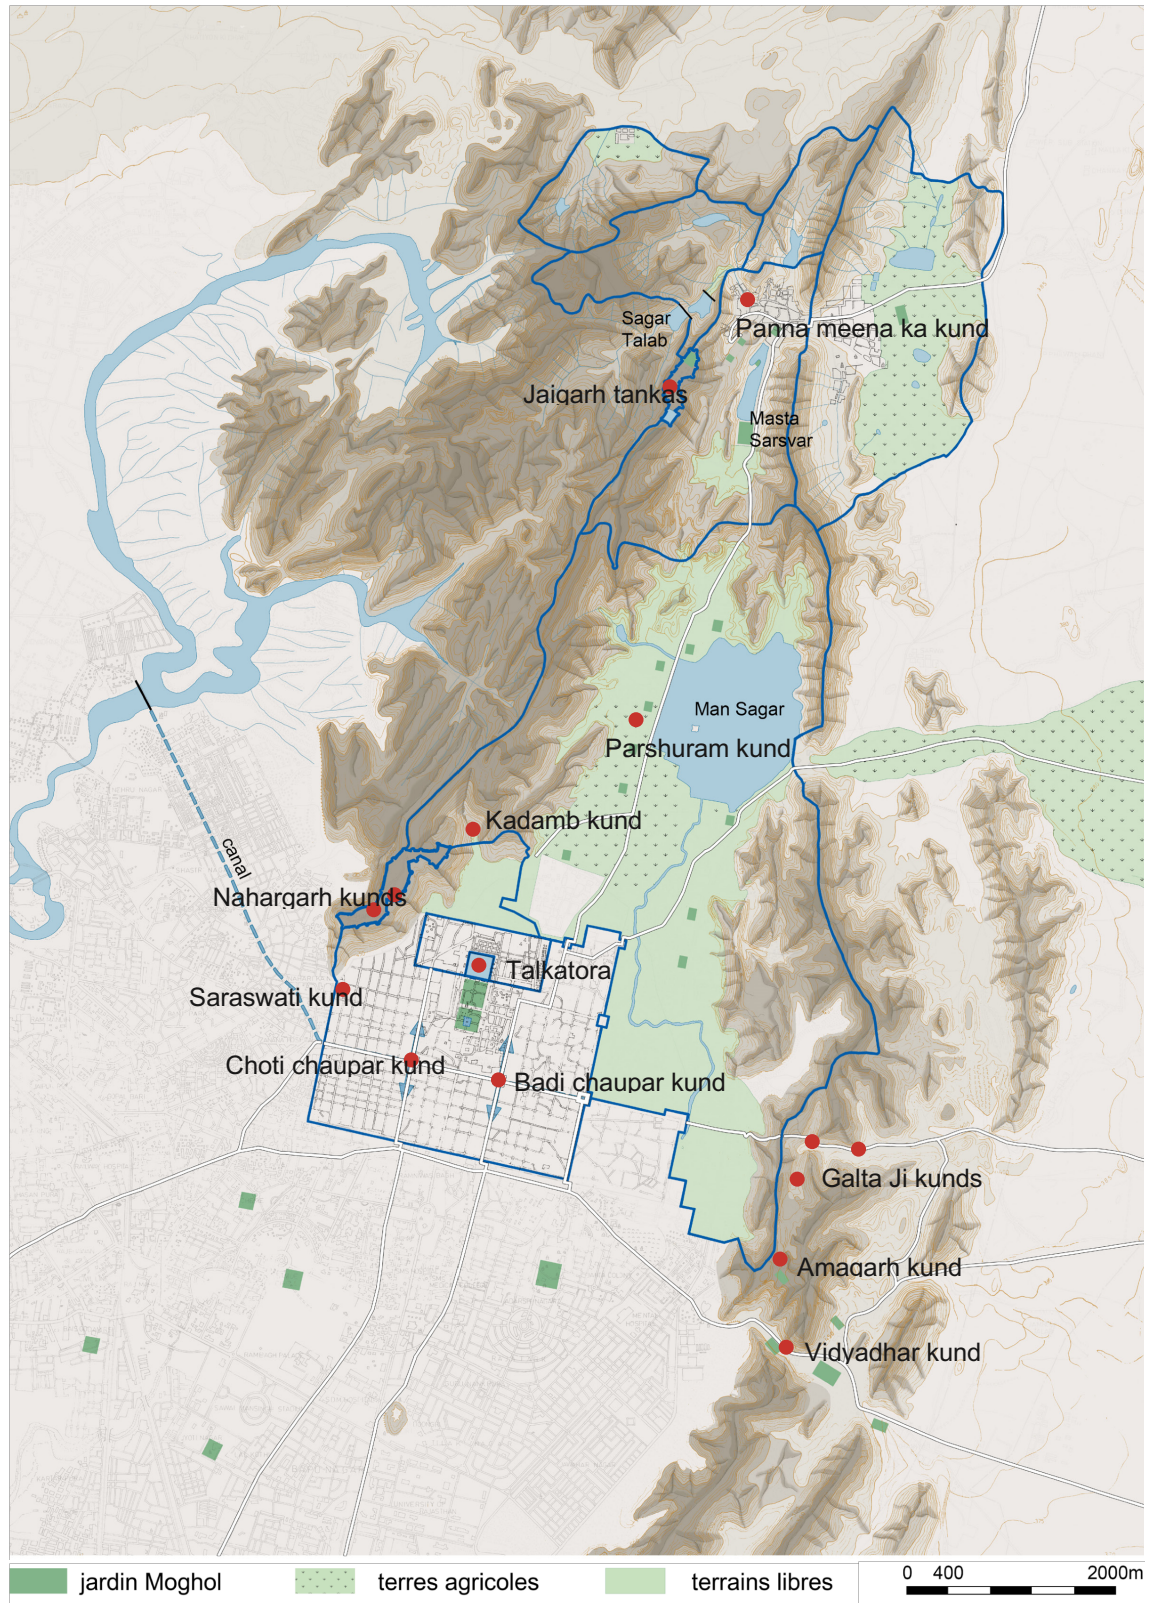 Sagar
Talab
Panna meena ka kund
Jaigarh tankas
Masta
Sarsvar
Man Sagar
Parshuram kund
Kadamb kund
canal
Nahargarh kunds
Talkatora
Saraswati kund
Choti chaupar kund
Badi chaupar kund
Galta Ji kunds
Amagarh kund
Vidyadhar kund
jardin Moghol
terres agricoles
terrains libres
0 400 2000m